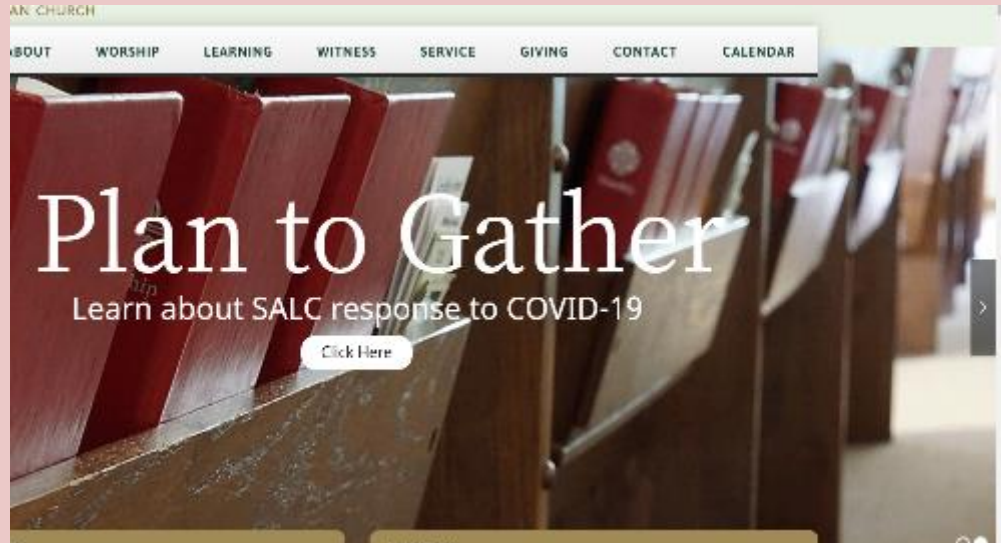 AN CHURCH
ABOUT WORSHIP LEARNING WITNESS SERVICE GIVING CONTACT CALENDAR
Plan to Gather
Learn about SALC response to COVID-19
Click Here